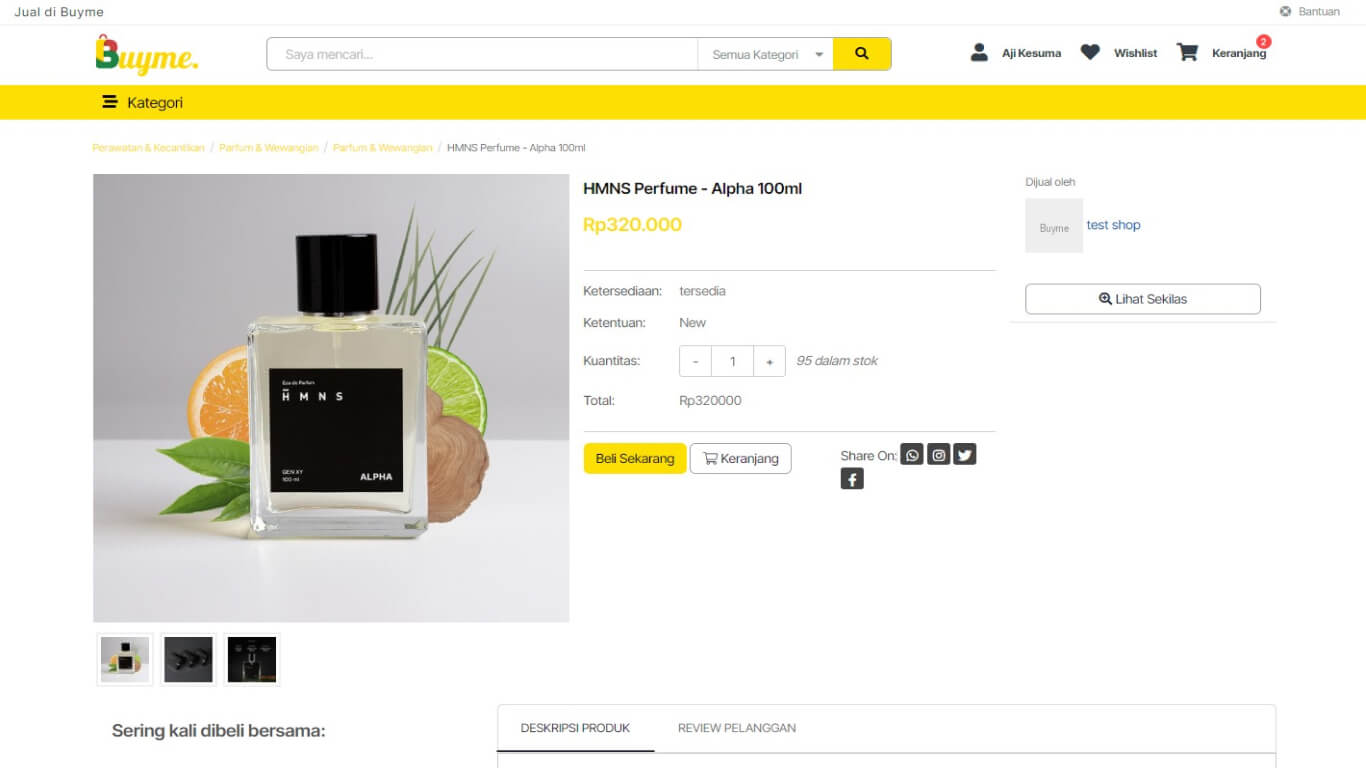 Jual di Buyme
Bantuan
Buyme.
Saya mencari...
Semua Kategori
Aji Kesuma
Wishlist
Keranjang
2
Kategori
Perawatan & Kecantikan / Parfum & Wewangian / Parfum & Wewangian / HMNS Perfume - Alpha 100ml
Eau de Parfum
H M N S
GEN XY
100 ml
ALPHA
HMNS Perfume - Alpha 100ml
Rp320.000
Ketersediaan: tersedia
Ketentuan: New
Kuantitas: - 1 + 95 dalam stok
Total: Rp320000
Beli Sekarang
Keranjang
Share On:
Dijual oleh
Buyme
test shop
Lihat Sekilas
Sering kali dibeli bersama:
DESKRIPSI PRODUK
REVIEW PELANGGAN